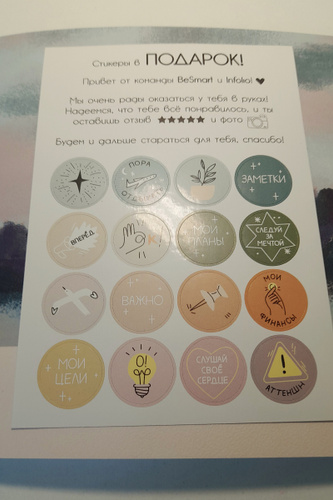 Стикеры в ПОДАРОК!
Привет от команды BeSmart и Infolio!
Мы очень рады оказаться у тебя в руках!
Надеемся, что тебе всё понравилось, и ты
оставишь отзыв ★★★★★ и фото
Будем и дальше стараться для тебя, спасибо!
ПОРА
ЗАМЕТКИ
ВПЕРЁД
МОИ
ПЛАНЫ
СЛЕДУЙ
ЗА
МЕЧТОЙ
ВАЖНО
МОИ
ФИНАНСЫ
МОИ
ЦЕЛИ
СЛУШАЙ
СВОЁ
СЕРДЦЕ
!
АТТЕНШН